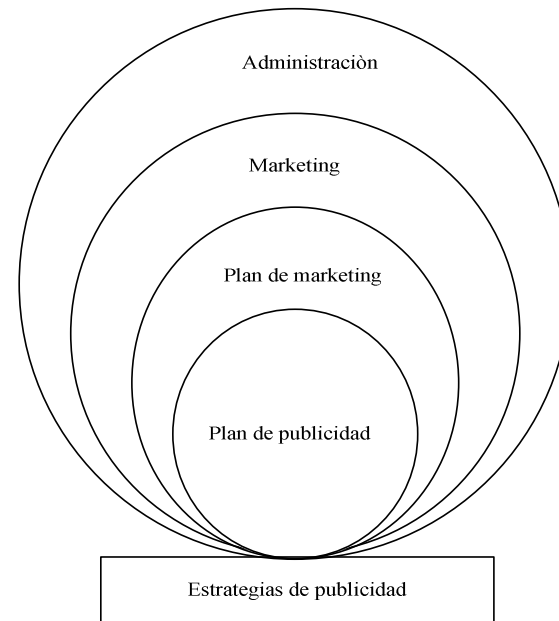 Administraciòn
Marketing
Plan de marketing
Plan de publicidad
Estrategias de publicidad